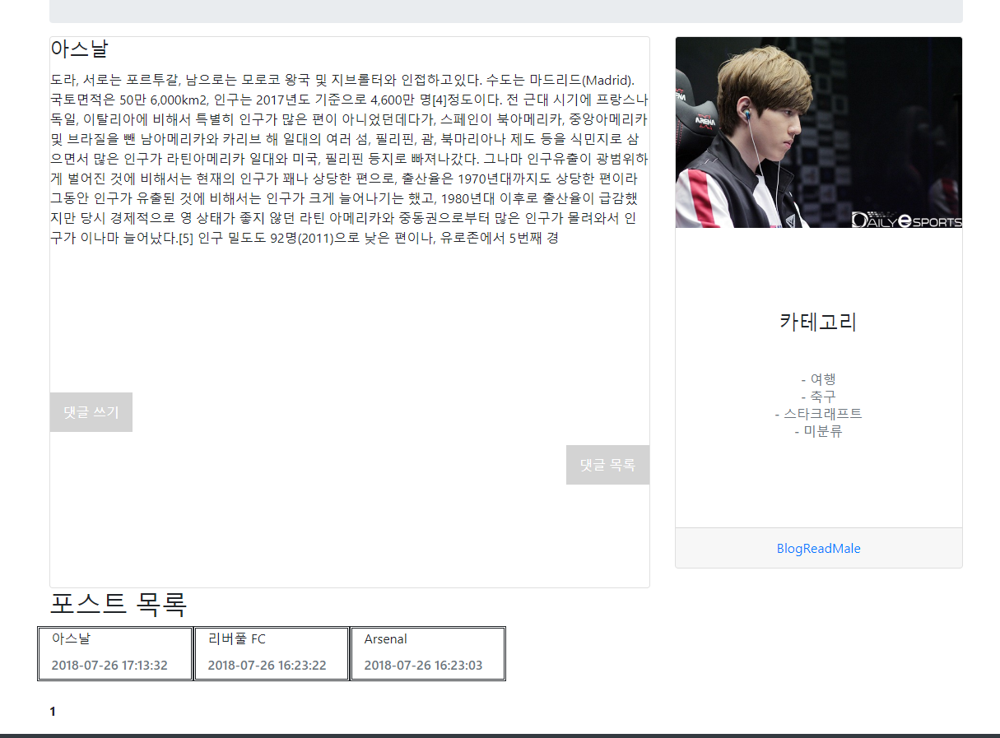 아스날
도라, 서로는 포르투갈, 남으로는 모로코 왕국 및 지브롤터와 인접하고있다. 수도는 마드리드(Madrid).
국토면적은 50만 6,000km2, 인구는 2017년도 기준으로 4,600만 명[4]정도이다. 전 근대 시기에 프랑스나
독일, 이탈리아에 비해서 특별히 인구가 많은 편이 아니었던데다가, 스페인이 북아메리카, 중앙아메리카
및 브라질을 뺀 남아메리카와 카리브 해 일대의 여러 섬, 필리핀, 괌, 북마리아나 제도 등을 식민지로 삼
으면서 많은 인구가 라틴아메리카 일대와 미국, 필리핀 등지로 빠져나갔다. 그나마 인구유출이 광범위하
게 벌어진 것에 비해서는 현재의 인구가 꽤나 상당한 편으로, 출산율은 1970년대까지도 상당한 편이라
그동안 인구가 유출된 것에 비해서는 인구가 크게 늘어나기는 했고, 1980년대 이후로 출산율이 급감했
지만 당시 경제적으로 영 상태가 좋지 않던 라틴 아메리카와 중동권으로부터 많은 인구가 몰려와서 인
구가 이나마 늘어났다.[5] 인구 밀도도 92명(2011)으로 낮은 편이나, 유로존에서 5번째 경
댓글 쓰기
댓글 목록
ARENA
DAILYeSPORTS
카테고리
- 여행
- 축구
- 스타크래프트
- 미분류
BlogReadMale
포스트 목록
아스날 리버풀 FC Arsenal
2018-07-26 17:13:32 2018-07-26 16:23:22 2018-07-26 16:23:03
1